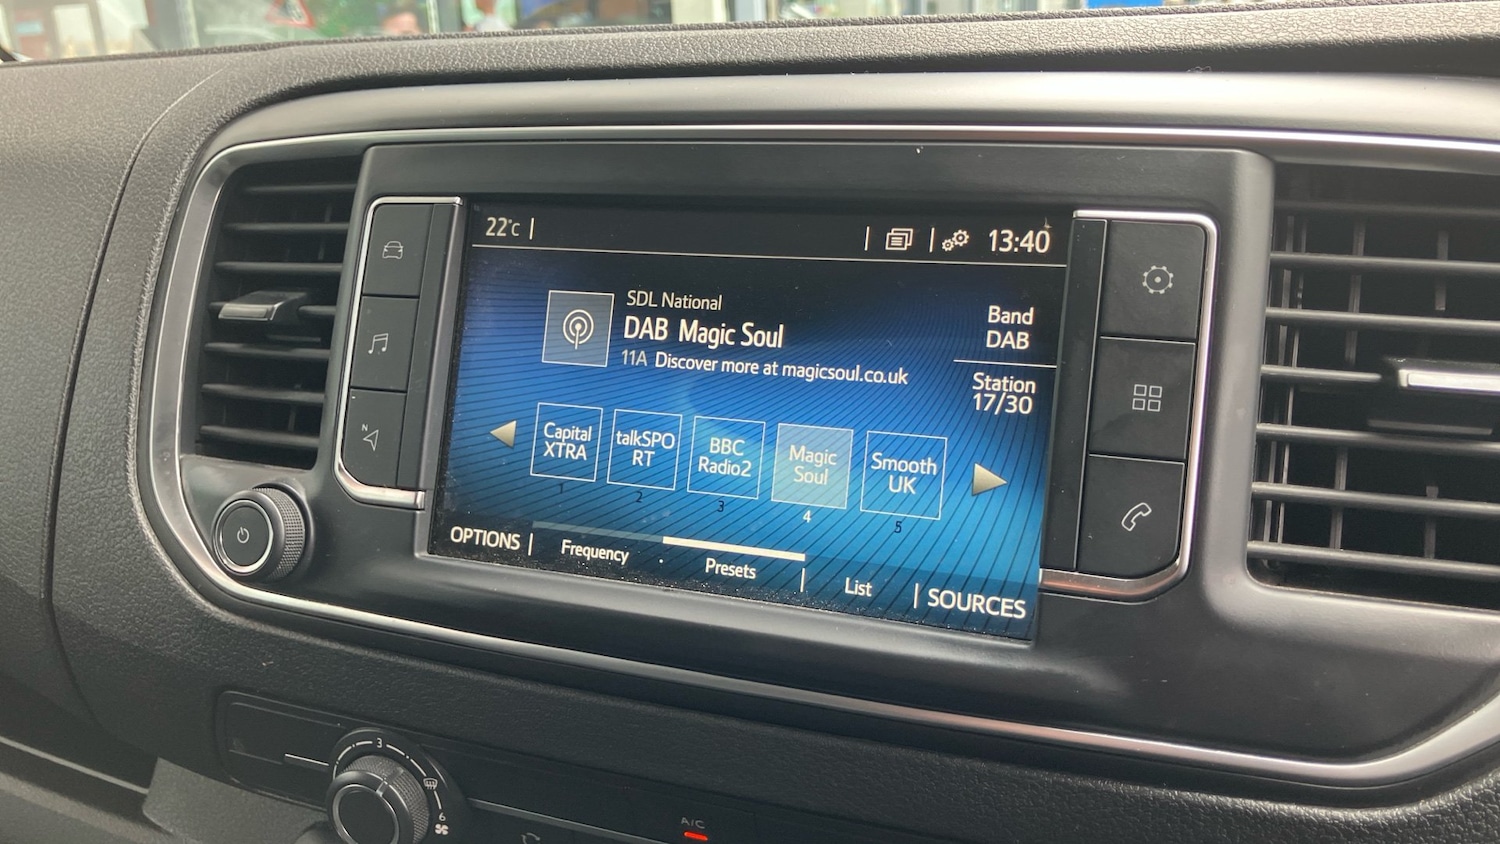 22°C
13:40
SDL National
DAB Magic Soul
11A Discover more at magicsoul.co.uk
Band
DAB
Station
17/30
N
Capital
XTRA
1
talkSPO
RT
2
BBC
Radio2
3
Magic
Soul
4
Smooth
UK
5
OPTIONS
Frequency
Presets
List
SOURCES
3
6
A/C